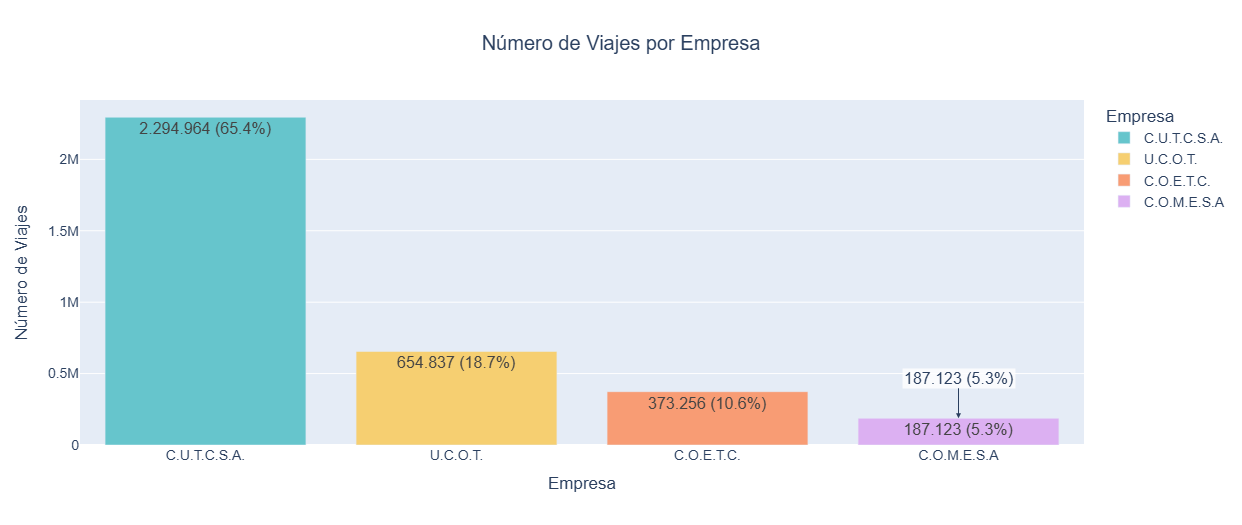 Número de Viajes por Empresa
Número de Viajes
2M
1.5M
1M
0.5M
0
2.294.964 (65.4%)
654.837 (18.7%)
373.256 (10.6%)
187.123 (5.3%)
187.123 (5.3%)
C.U.T.C.S.A.
U.C.O.T.
C.O.E.T.C.
C.O.M.E.S.A
Empresa
Empresa
C.U.T.C.S.A.
U.C.O.T.
C.O.E.T.C.
C.O.M.E.S.A